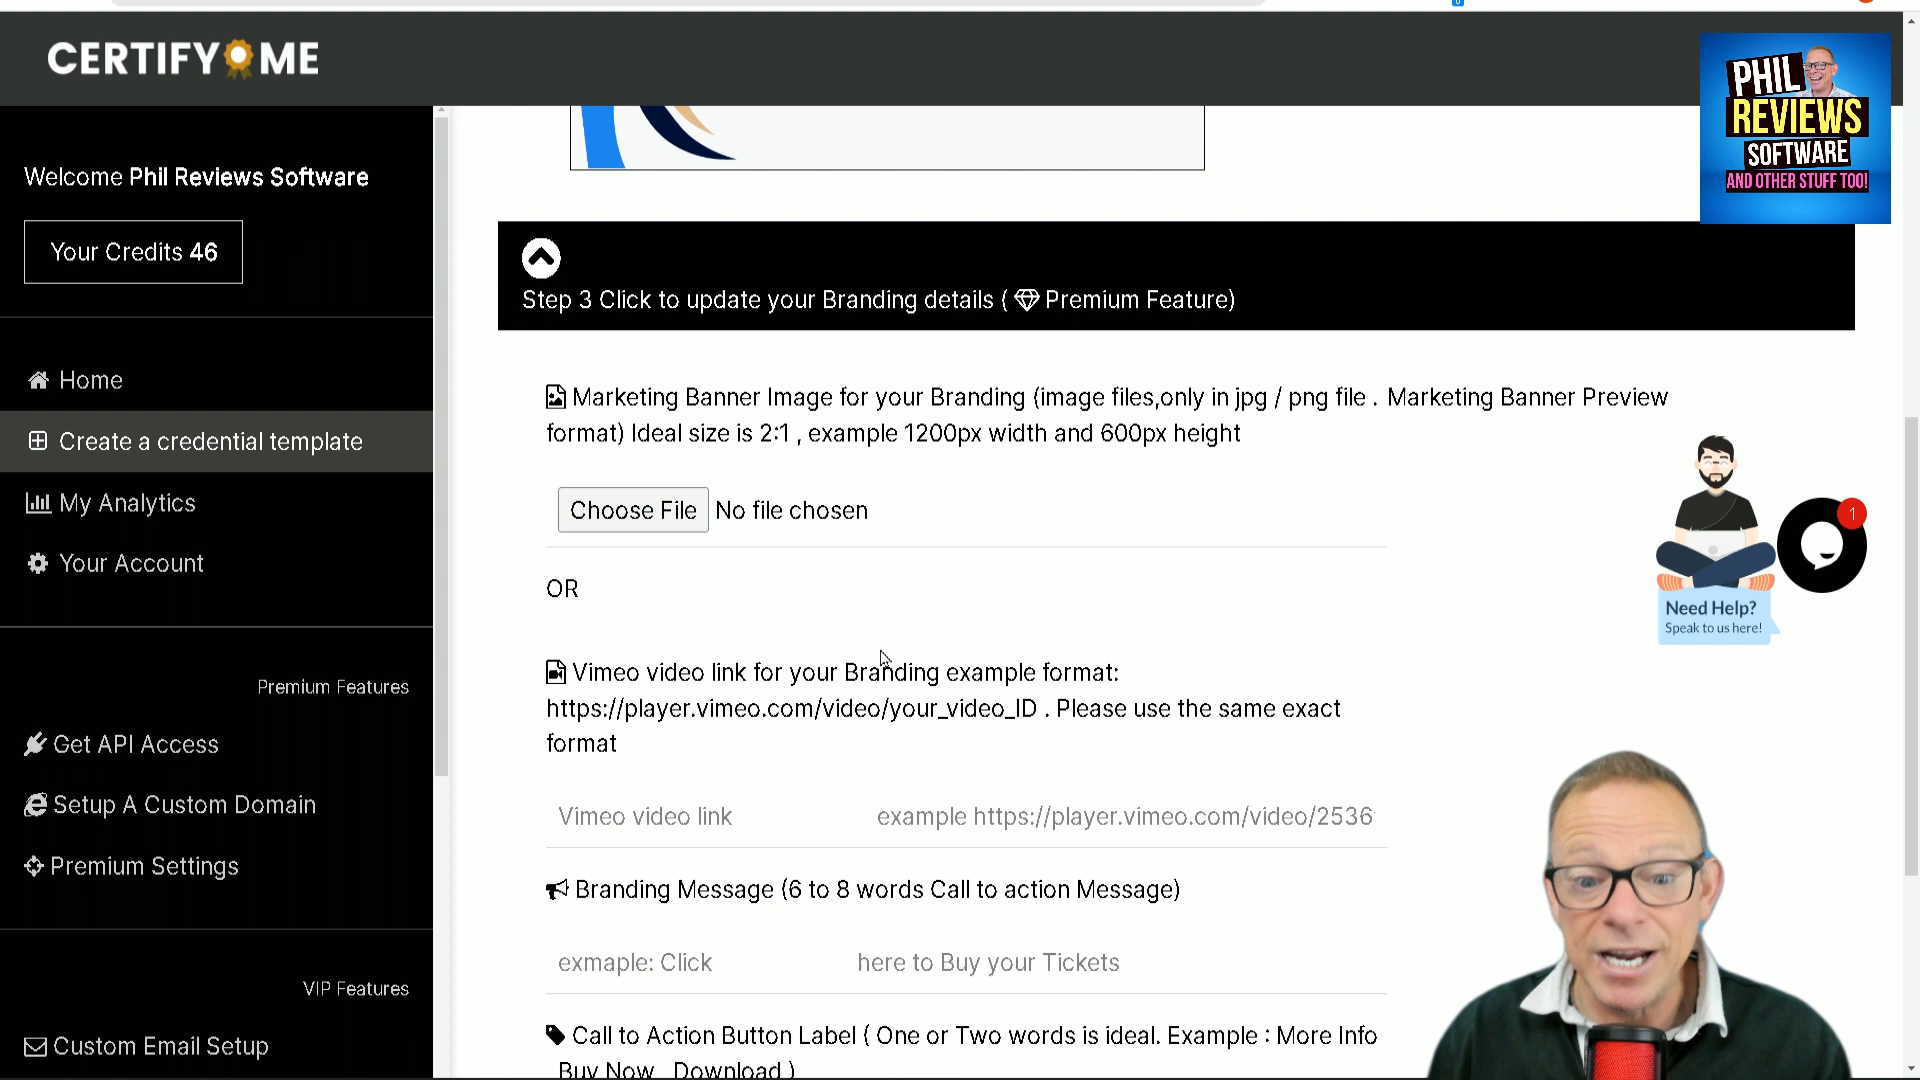 CERTIFY ME
PHIL
REVIEWS
SOFTWARE
AND OTHER STUFF TOO!
Welcome Phil Reviews Software
Your Credits 46
Home
Create a credential template
My Analytics
Your Account
Premium Features
Get API Access
Setup A Custom Domain
Premium Settings
VIP Features
Custom Email Setup
Step 3 Click to update your Branding details ( Premium Feature)
Marketing Banner Image for your Branding (image files,only in jpg / png file . Marketing Banner Preview
format) Ideal size is 2:1 , example 1200px width and 600px height
Choose File No file chosen
OR
Vimeo video link for your Branding example format:
https://player.vimeo.com/video/your_video_ID . Please use the same exact
format
Vimeo video link example https://player.vimeo.com/video/2536
Branding Message (6 to 8 words Call to action Message)
exmaple: Click here to Buy your Tickets
Call to Action Button Label ( One or Two words is ideal. Example : More Info
Buy Now , Download )
1
Need Help?
Speak to us here!